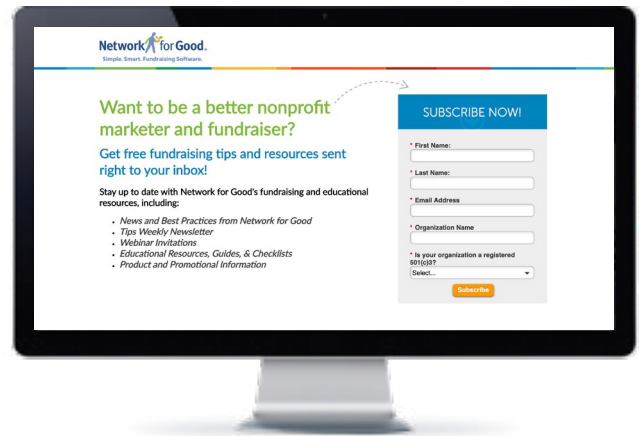 Network for Good.
Simple. Smart. Fundraising Software.
Want to be a better nonprofit
marketer and fundraiser?
Get free fundraising tips and resources sent
right to your inbox!
Stay up to date with Network for Good's fundraising and educational
resources, including:
• News and Best Practices from Network for Good
• Tips Weekly Newsletter
• Webinar Invitations
• Educational Resources, Guides, & Checklists
• Product and Promotional Information
SUBSCRIBE NOW!
* First Name:
* Last Name:
* Email Address
* Organization Name
* Is your organization a registered
501(c)3?
Select...
Subscribe